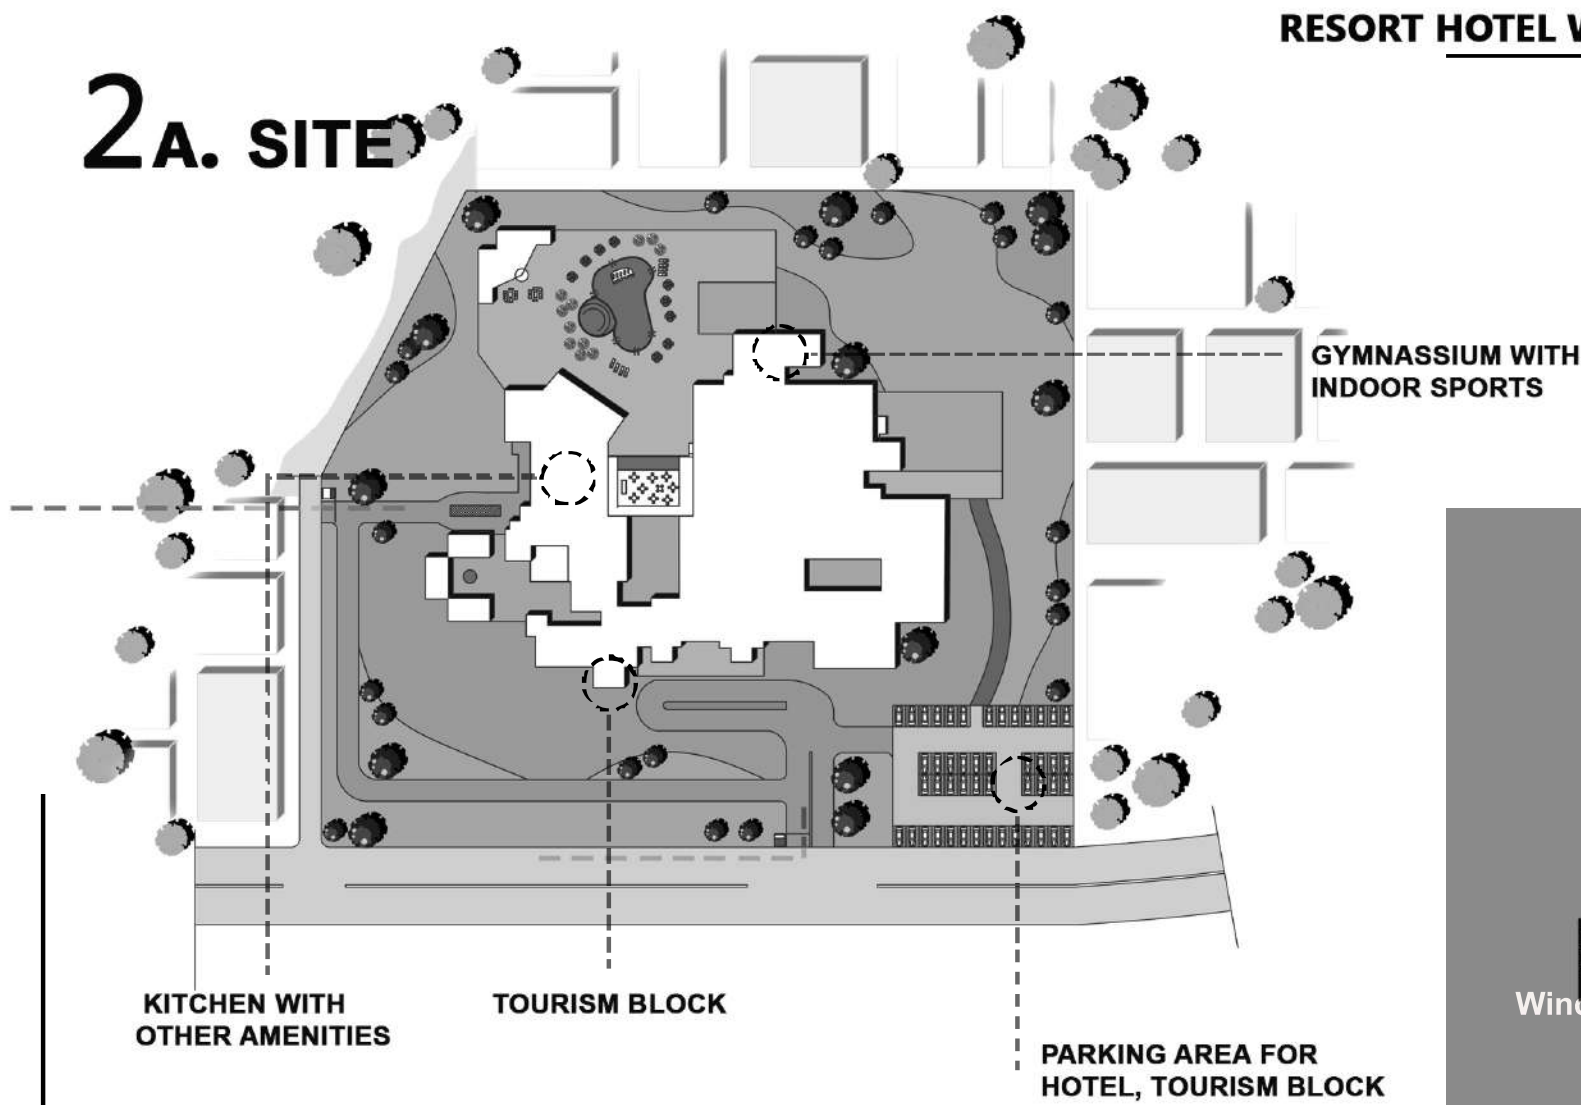 RESORT HOTEL
2A. SITE
GYMNASSIUM WITH
INDOOR SPORTS
KITCHEN WITH
OTHER AMENITIES
TOURISM BLOCK
PARKING AREA FOR
HOTEL, TOURISM BLOCK